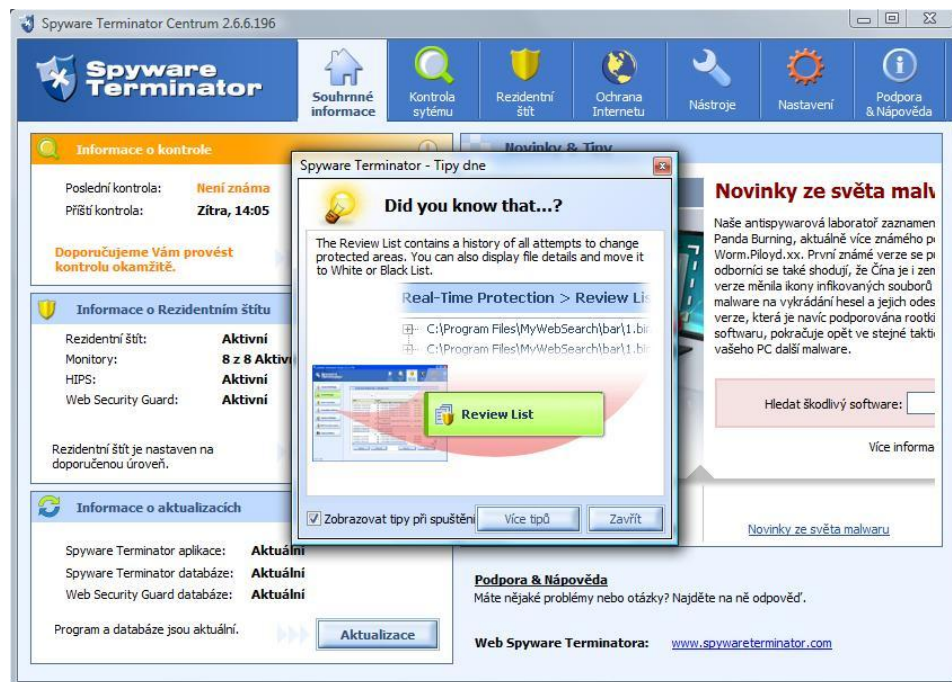 Spyware Terminator Centrum 2.6.6.196
Spyware
Terminator
Souhrnné
informace
Kontrola
sytému
Rezidentní
štít
Ochrana
Internetu
Nástroje
Nastavení
Podpora
& Nápověda
Informace o kontrole
Poslední kontrola: Není známa
Příští kontrola: Zítra, 14:05
Doporučujeme Vám provést
kontrolu okamžitě.
Informace o Rezidentním štítu
Rezidentní štít: Aktivní
Monitory: 8 z 8 Aktivní
HIPS: Aktivní
Web Security Guard: Aktivní
Rezidentní štít je nastaven na
doporučenou úroveň.
Informace o aktualizacích
Spyware Terminator aplikace: Aktuální
Spyware Terminator databáze: Aktuální
Web Security Guard databáze: Aktuální
Program a databáze jsou aktuální.
Aktualizace
Novinky & Tipy
Spyware Terminator - Tipy dne
Did you know that...?
The Review List contains a history of all attempts to change
protected areas. You can also display file details and move it
to White or Black List.
Real-Time Protection > Review Lis
C:\Program Files\MyWebSearch\bar\1.bin
C:\Program Files\MyWebSearch\bar\1.bin
Review List
Zobrazovat tipy při spuštění
Více tipů
Zavřít
Novinky ze světa malw
Naše antispywarová laboratoř zaznamen
Panda Burning, aktuálně více známého po
Worm.Piloyd.xx. První známé verze se
odborníci se také shodují, že Čína je i zem
verze měnila ikony infikovaných souborů
malware na vykrádání hesel a jejich odes
verze, která je navíc podporována rootki
softwaru, pokračuje opět ve stejné taktic
vašeho PC další malware.
Hledat škodlivý software:
Více informa
Novinky ze světa malwaru
Podpora & Nápověda
Máte nějaké problémy nebo otázky? Najděte na ně odpověď.
Web Spyware Terminatora: www.spywareterminator.com